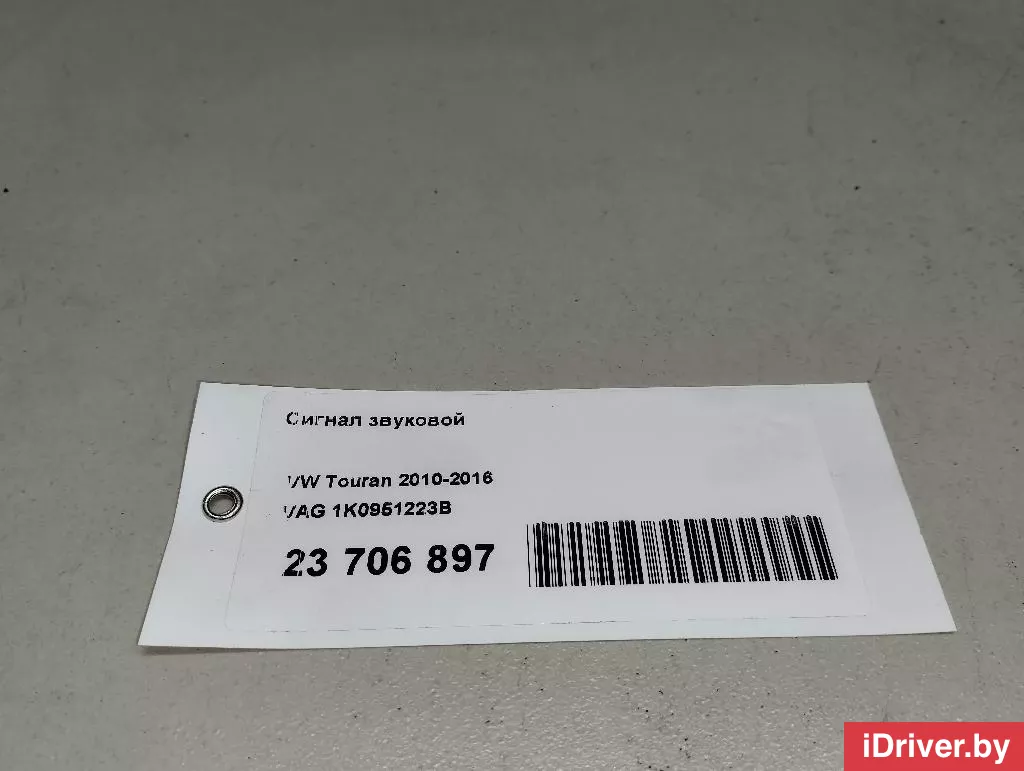 Сигнал звуковой
VW Touran 2010-2016
VAG 1K0951223B
23 706 897
iDriver.by